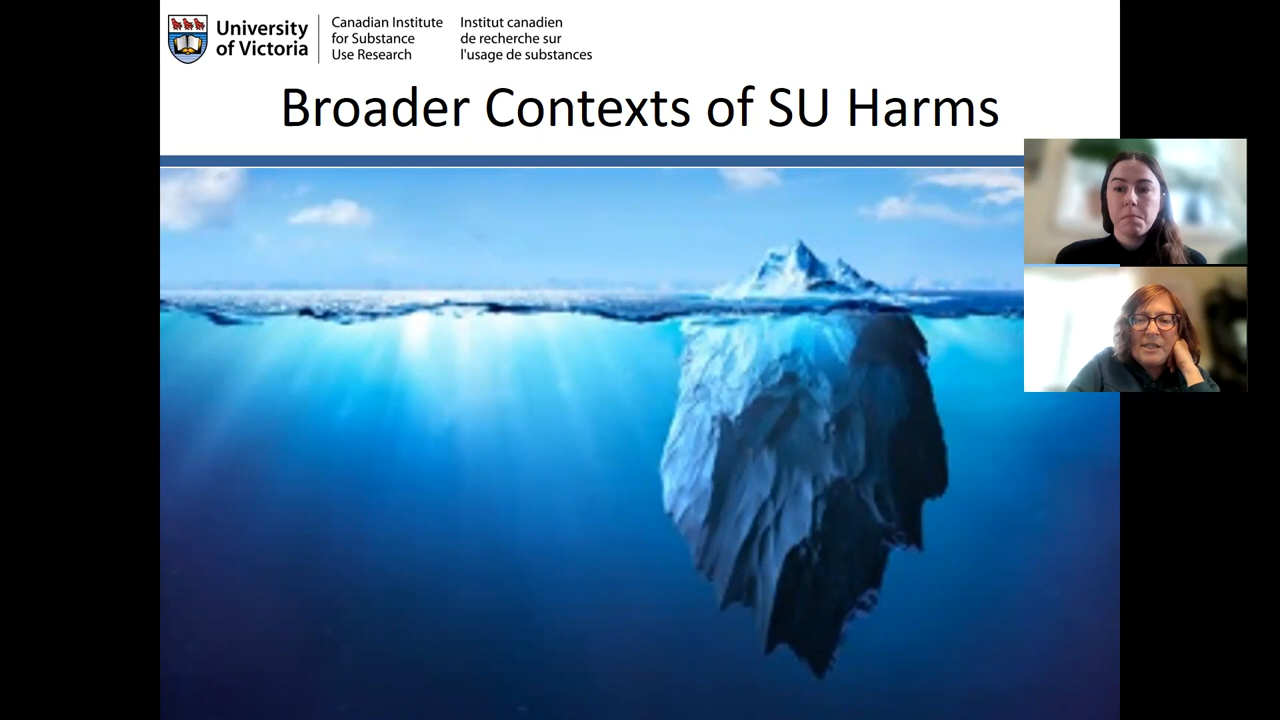 University
of Victoria
Canadian Institute
for Substance
Use Research
Institut canadien
de recherche sur
l'usage de substances
Broader Contexts of SU Harms